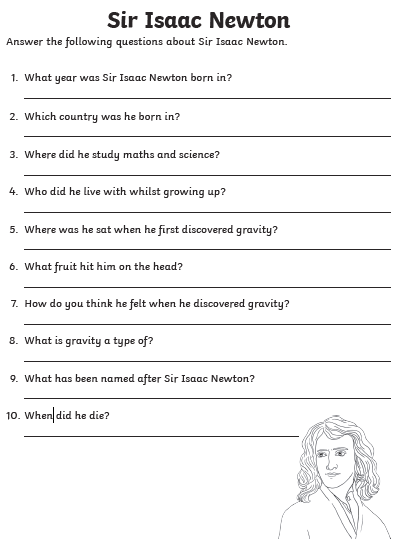 Sir Isaac Newton
Answer the following questions about Sir Isaac Newton.
1. What year was Sir Isaac Newton born in?
2. Which country was he born in?
3. Where did he study maths and science?
4. Who did he live with whilst growing up?
5. Where was he sat when he first discovered gravity?
6. What fruit hit him on the head?
7. How do you think he felt when he discovered gravity?
8. What is gravity a type of?
9. What has been named after Sir Isaac Newton?
10. When did he die?